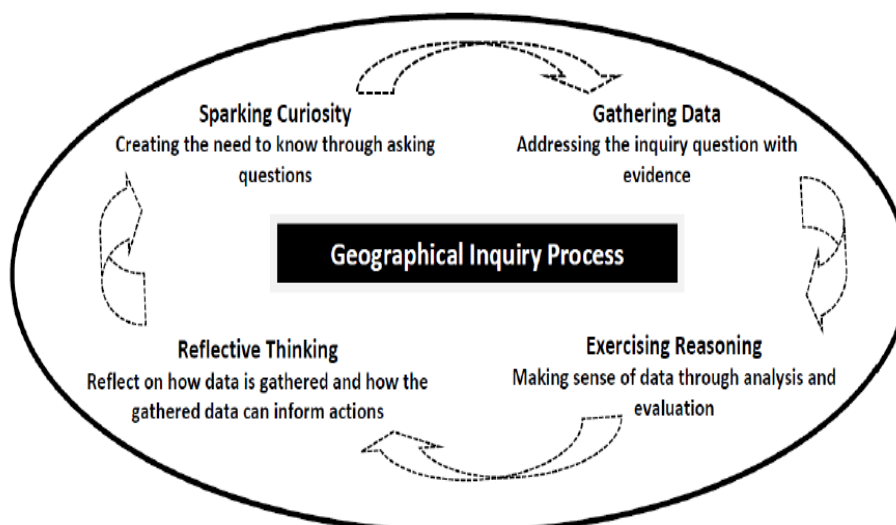 Sparking Curiosity
Creating the need to know through asking
questions
Gathering Data
Addressing the inquiry question with
evidence
Geographical Inquiry Process
Reflective Thinking
Reflect on how data is gathered and how the
gathered data can inform actions
Exercising Reasoning
Making sense of data through analysis and
evaluation